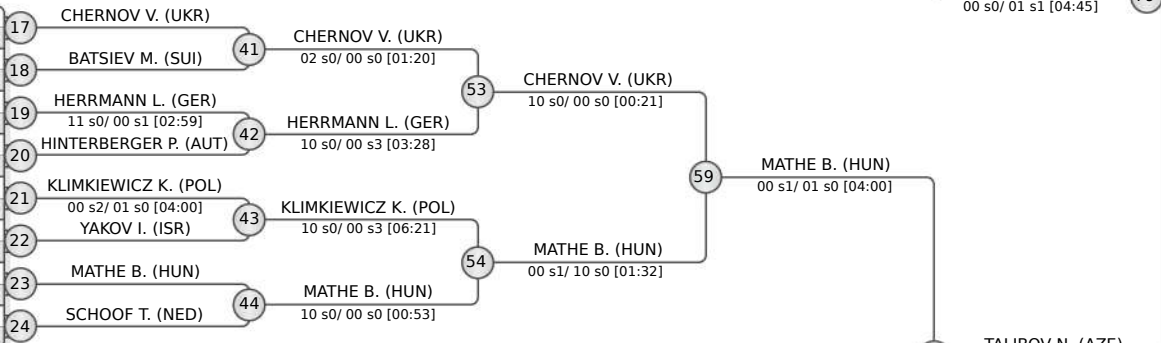 00 s0/ 01 s1 [04:45]
17
CHERNOV V. (UKR)
18
BATSIEV M. (SUI)
41
CHERNOV V. (UKR)
02 s0/ 00 s0 [01:20]
19
HERRMANN L. (GER)
11 s0/ 00 s1 [02:59]
20
HINTERBERGER P. (AUT)
42
HERRMANN L. (GER)
10 s0/ 00 s3 [03:28]
53
CHERNOV V. (UKR)
10 s0/ 00 s0 [00:21]
21
KLIMKIEWICZ K. (POL)
00 s2/ 01 s0 [04:00]
22
YAKOV I. (ISR)
43
KLIMKIEWICZ K. (POL)
10 s0/ 00 s3 [06:21]
23
MATHE B. (HUN)
24
SCHOOF T. (NED)
44
MATHE B. (HUN)
10 s0/ 00 s0 [00:53]
54
MATHE B. (HUN)
00 s1/ 10 s0 [01:32]
59
MATHE B. (HUN)
00 s1/ 01 s0 [04:00]
TALIBOV N. (AZE)